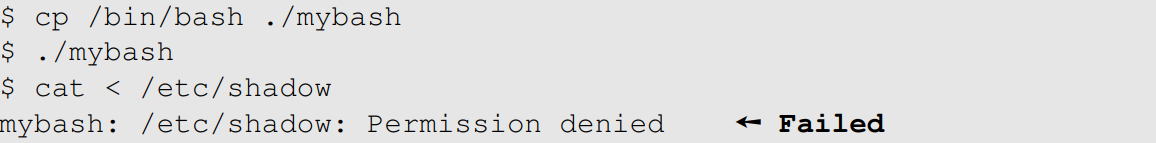 $ cp /bin/bash ./mybash
$ ./mybash
$ cat < /etc/shadow
mybash: /etc/shadow: Permission denied ← Failed